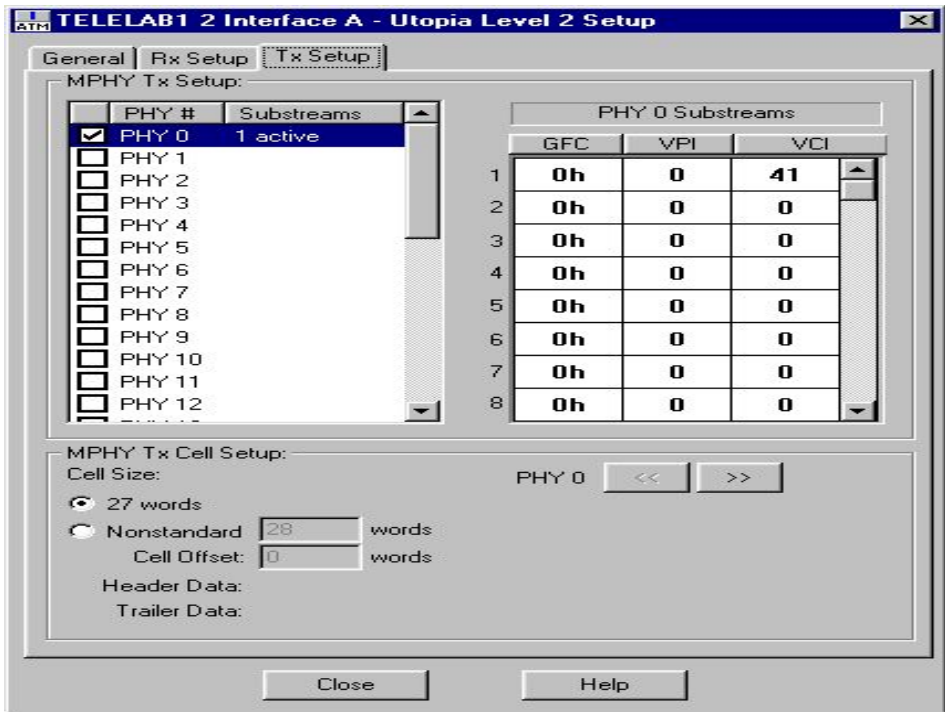 ATM TELELAB1 2 Interface A - Utopia Level 2 Setup
General Rx Setup Tx Setup
MPHY Tx Setup:
PHY # Substreams
PHY 0 1 active
PHY 1
PHY 2
PHY 3
PHY 4
PHY 5
PHY 6
PHY 7
PHY 8
PHY 9
PHY 10
PHY 11
PHY 12
PHY 0 Substreams
GFC VPI VCI
1 0h 0 41
2 0h 0 0
3 0h 0 0
4 0h 0 0
5 0h 0 0
6 0h 0 0
7 0h 0 0
8 0h 0 0
MPHY Tx Cell Setup:
Cell Size:
27 words
Nonstandard 28 words
Cell Offset: 0 words
Header Data:
Trailer Data:
PHY 0 << >>
Close Help